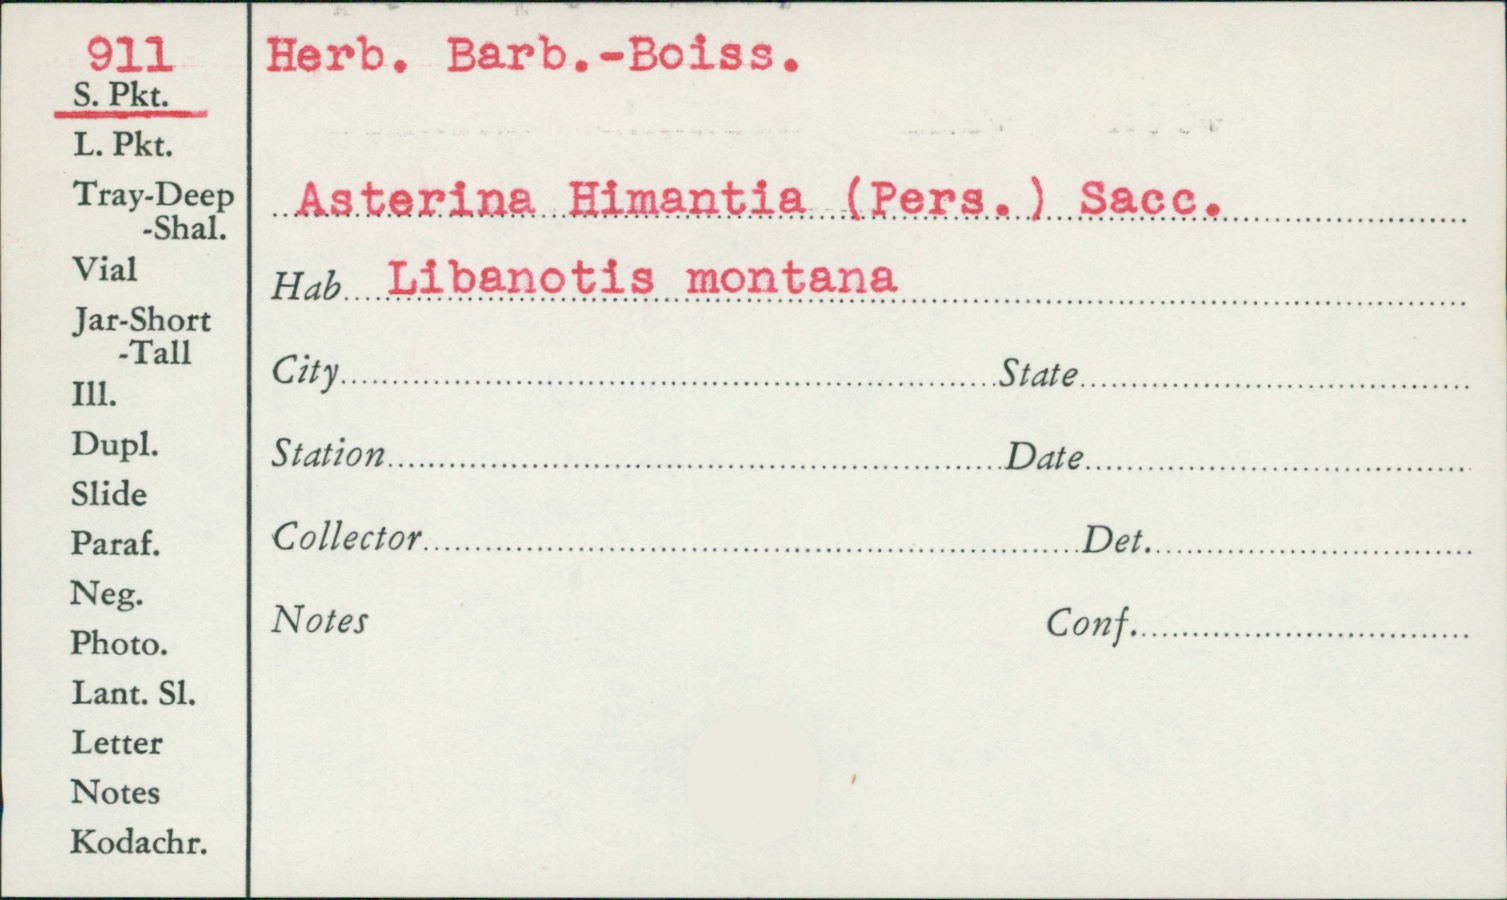 911
S. Pkt.
L. Pkt.
Tray-Deep
-Shal.
Vial
Jar-Short
-Tall
Ill.
Dupl.
Slide
Paraf.
Neg.
Photo.
Lant. Sl.
Letter
Notes
Kodachr.
Herb. Barb.-Boiss.
Asterina Himantia (Pers.) Sacc.
Hab Libanotis montana
City State
Station Date
Collector Det.
Notes Conf.